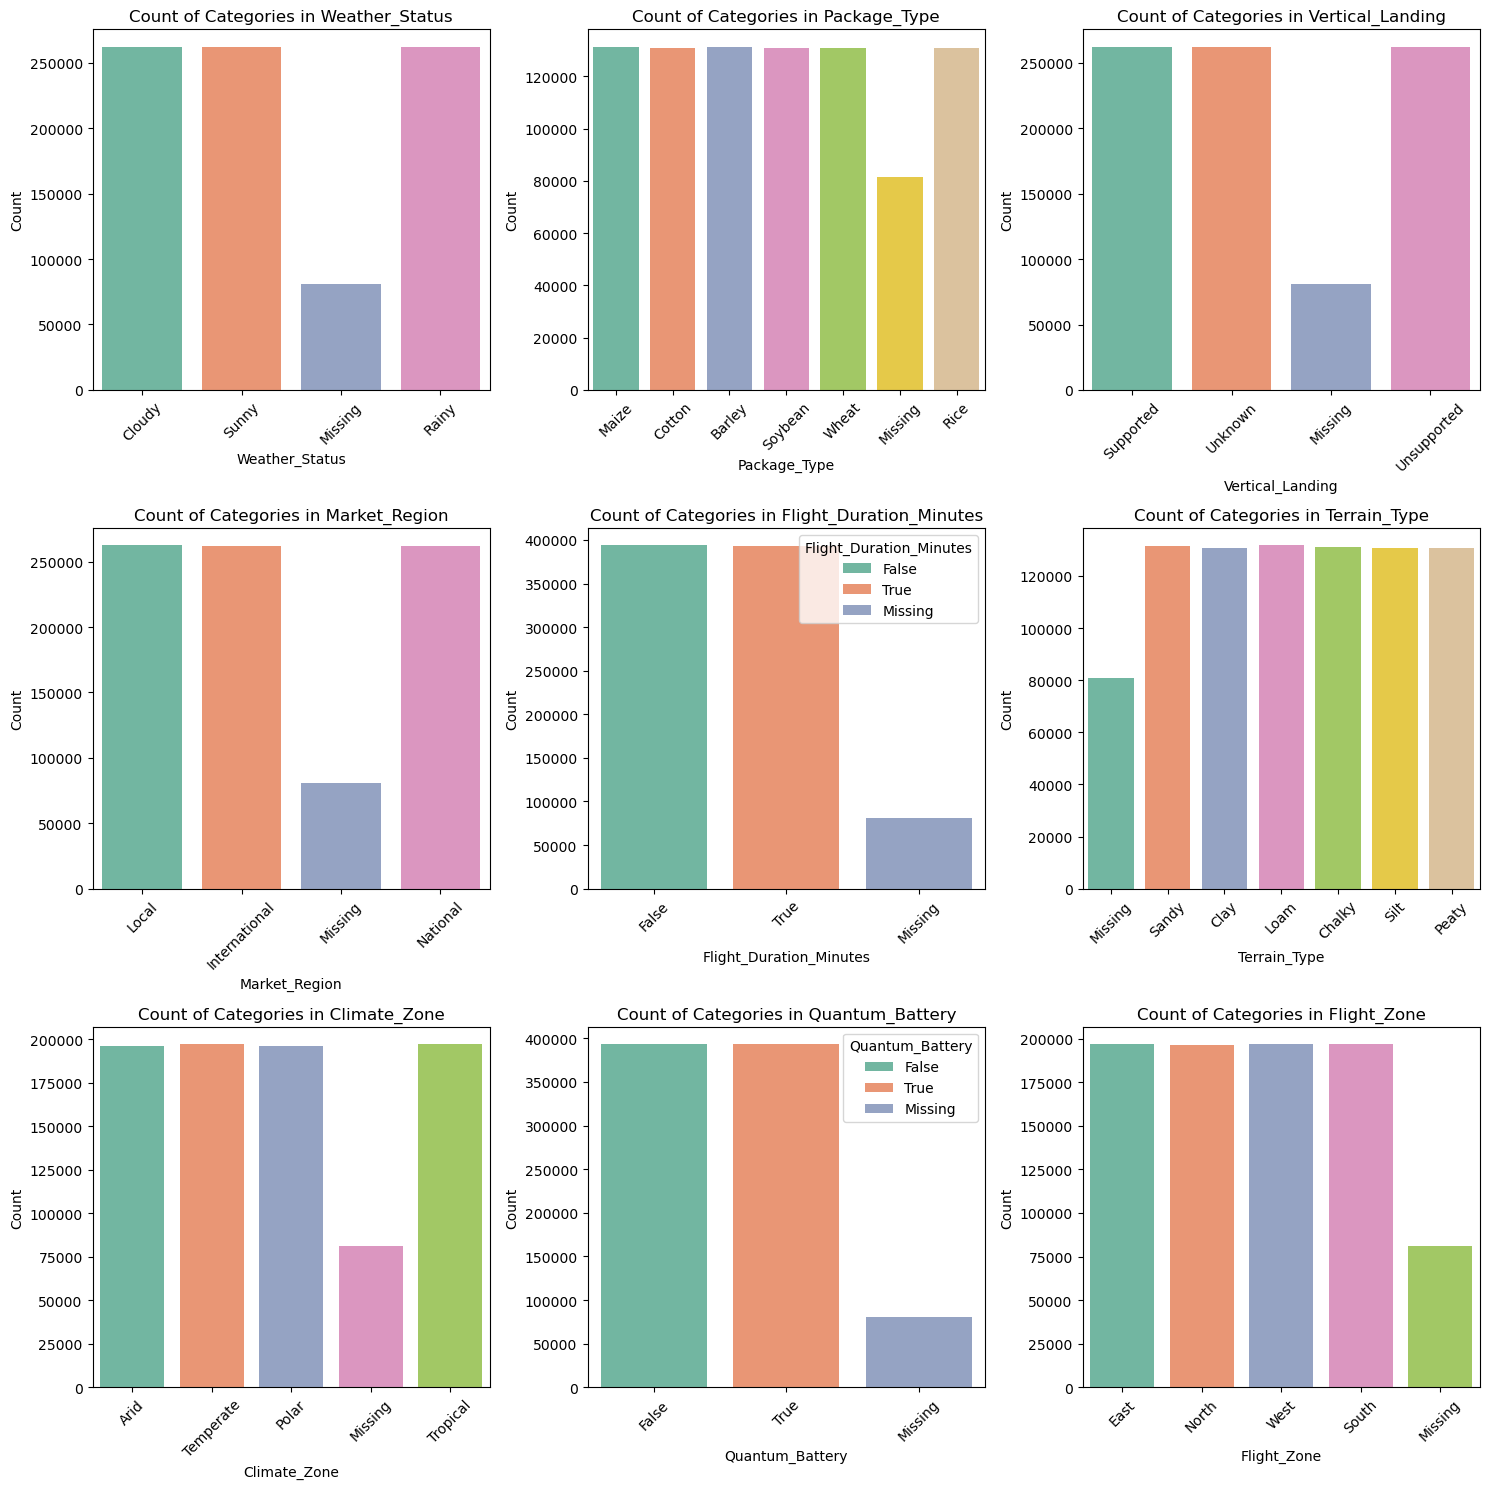 Count of Categories in Weather_Status
Count
250000
200000
150000
100000
50000
0
Cloudy
Sunny
Missing
Rainy
Weather_Status
Count of Categories in Package_Type
Count
120000
100000
80000
60000
40000
20000
0
Maize
Cotton
Barley
Soybean
Wheat
Missing
Rice
Package_Type
Count of Categories in Vertical_Landing
Count
250000
200000
150000
100000
50000
0
Supported
Unknown
Missing
Unsupported
Vertical_Landing
Count of Categories in Market_Region
Count
250000
200000
150000
100000
50000
0
Local
International
Missing
National
Market_Region
Count of Categories in Flight_Duration_Minutes
Count
400000
350000
300000
250000
200000
150000
100000
50000
0
Flight_Duration_Minutes
False
True
Missing
False
True
Missing
Flight_Duration_Minutes
Count of Categories in Terrain_Type
Count
120000
100000
80000
60000
40000
20000
0
Missing
Sandy
Clay
Loam
Chalky
Silt
Peaty
Terrain_Type
Count of Categories in Climate_Zone
Count
200000
175000
150000
125000
100000
75000
50000
25000
0
Arid
Temperate
Polar
Missing
Tropical
Climate_Zone
Count of Categories in Quantum_Battery
Count
400000
350000
300000
250000
200000
150000
100000
50000
0
Quantum_Battery
False
True
Missing
False
True
Missing
Quantum_Battery
Count of Categories in Flight_Zone
Count
200000
175000
150000
125000
100000
75000
50000
25000
0
East
North
West
South
Missing
Flight_Zone